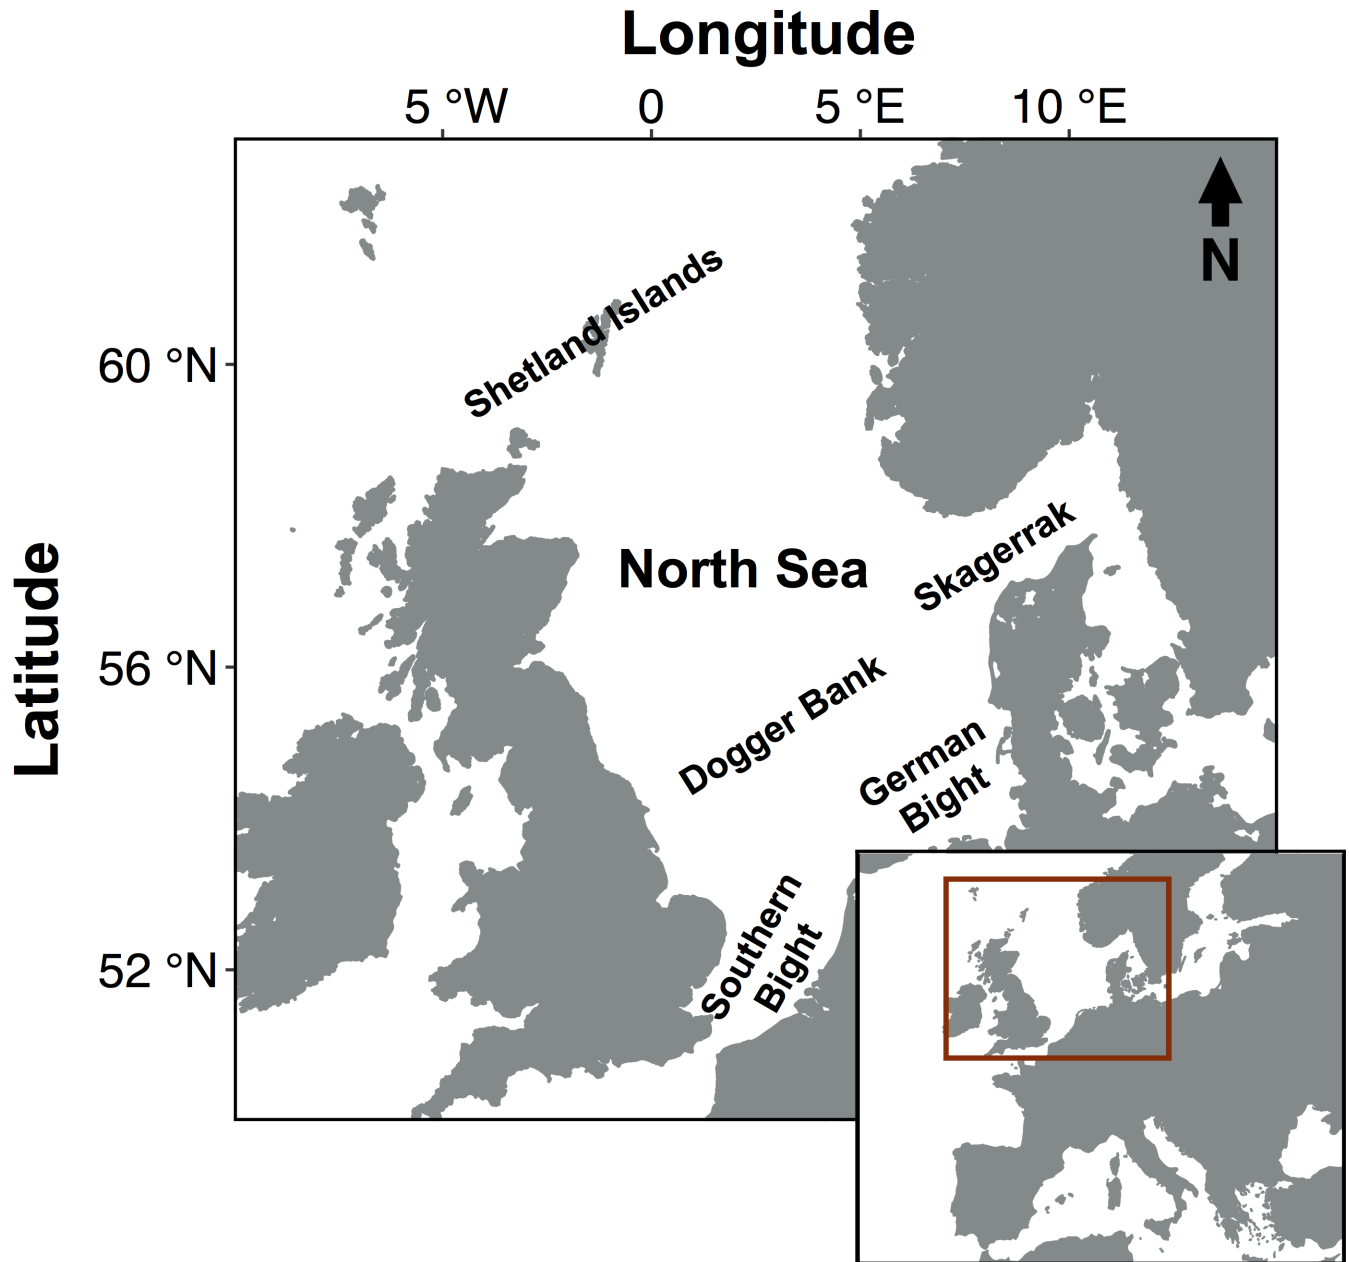 Longitude
5 °W
0
5 °E
10 °E
N
Shetland Islands
60 °N
Skagerrak
North Sea
Latitude
56 °N
Dogger Bank
German
Bight
Southern
Bight
52 °N